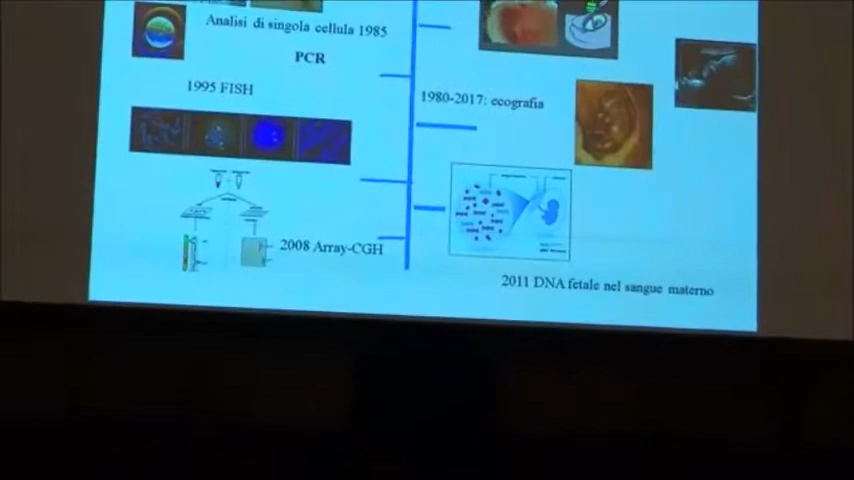 Analisi di singola cellula 1985
PCR
1995 FISH
1980-2017: ecografia
2008 Array-CGH
2011 DNA fetale nel sangue materno